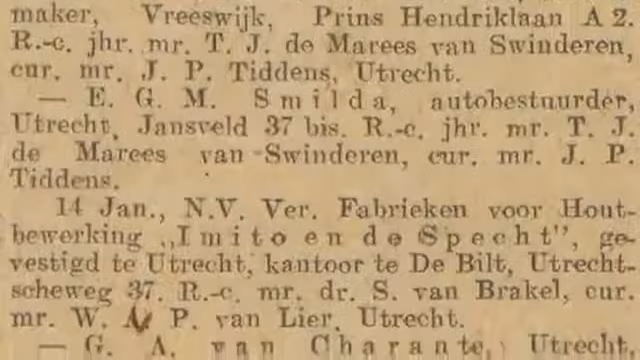 maker, Vreeswijk, Prins Hendriklaan A 2.
R.-c. jhr. mr. T. J. de Marees van Swinderen,
cur. mr. J. P. Tiddens, Utrecht.
— E. G. M. Smilda, autobestuurder,
Utrecht, Jansveld 37 bis. R.-c. jhr. mr. T. J.
de Marees van Swinderen, cur. mr. J. P.
Tiddens.
14 Jan., N.V. Ver. Fabrieken voor Hout-
bewerking „Imito en de Specht”, ge-
vestigd te Utrecht, kantoor te De Bilt, Utrecht-
scheweg 37. R.-c. mr. dr. S. van Brakel, cur.
mr. W. P. van Lier, Utrecht.
— G. A. van Charante, Utrecht,